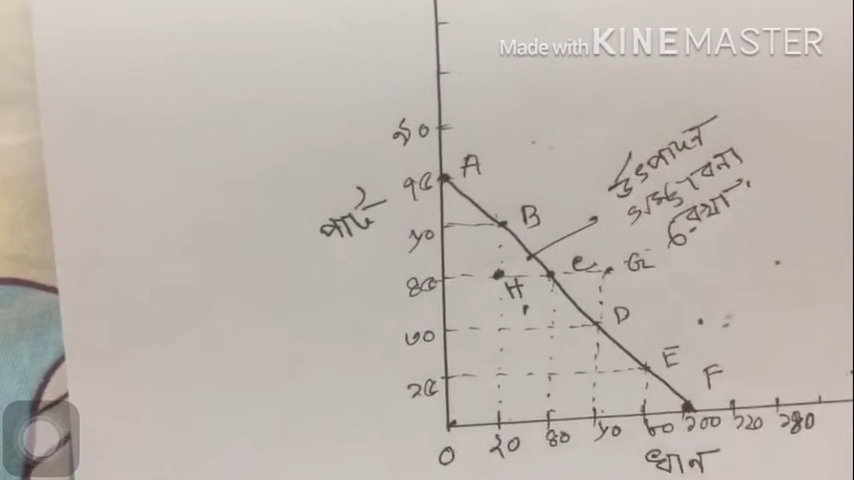 Made with KINEMASTER
৯০
৭৫ A
পাট
৬০ B
উৎপাদন
সম্ভাবনা
রেখা
৪৫ H C G
৩০ D
১৫ E
F
০ ২০ ৪০ ৬০ ৮০ ১০০ ১২০ ১৪০
ধান